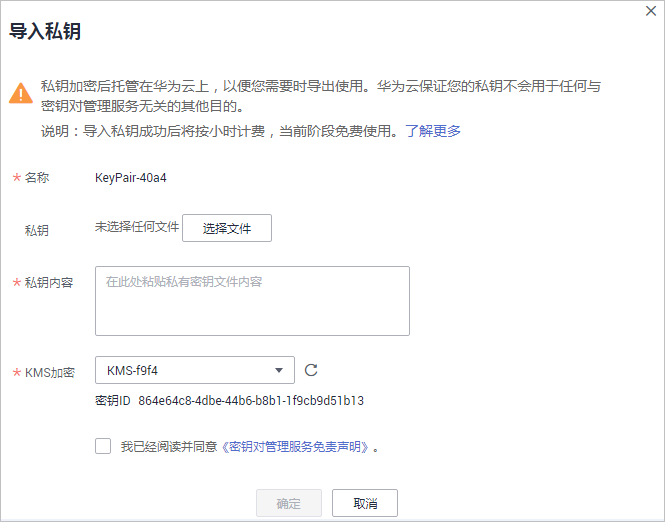 导入私钥
私钥加密后托管在华为云上，以便您需要时导出使用。华为云保证您的私钥不会用于任何与
密钥对管理服务无关的其他目的。
说明：导入私钥成功后将按小时计费，当前阶段免费使用。了解更多
* 名称 KeyPair-40a4
私钥 未选择任何文件 选择文件
* 私钥内容 在此处粘贴私有密钥文件内容
* KMS加密 KMS-f9f4
密钥ID 864e64c8-4dbe-44b6-b8b1-1f9cb9d51b13
我已经阅读并同意《密钥对管理服务免责声明》。
确定 取消